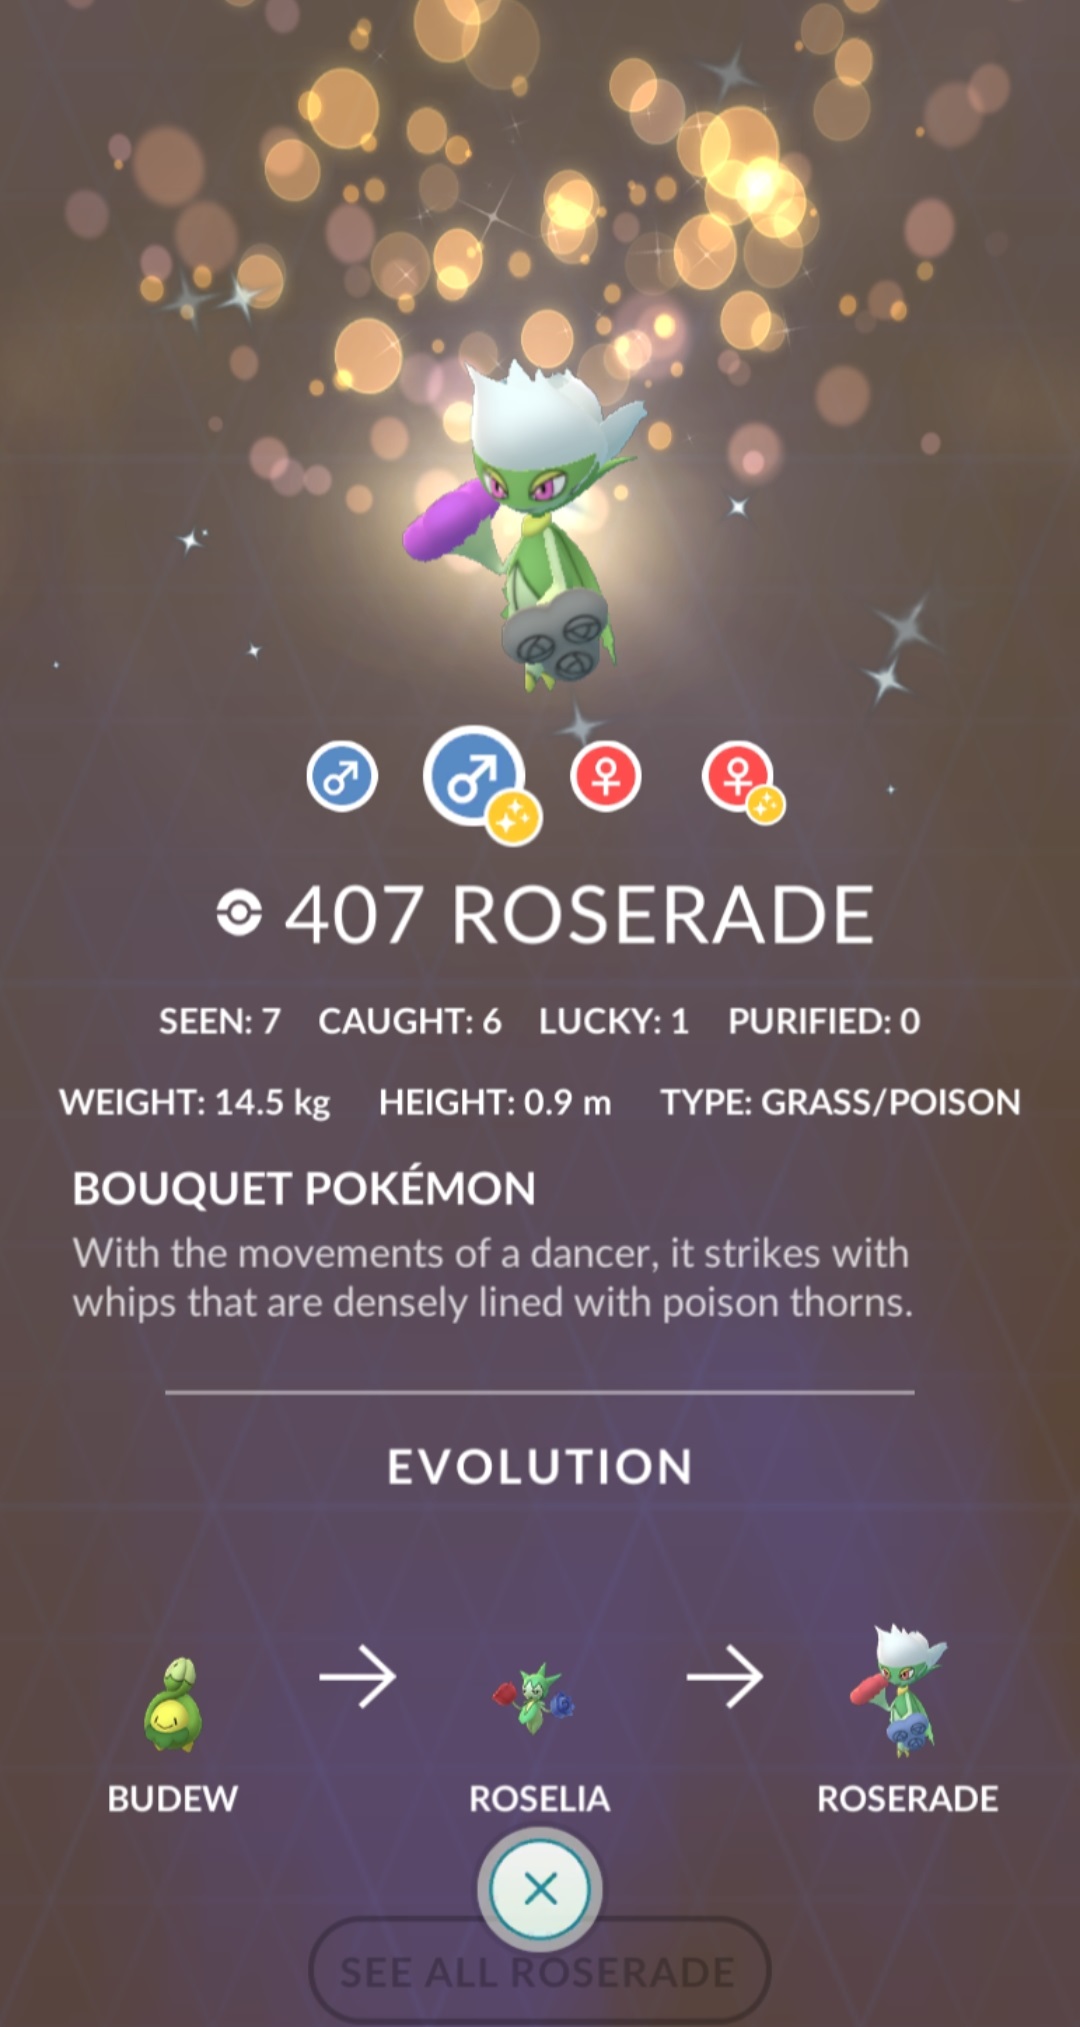 407 ROSERADE
SEEN: 7 CAUGHT: 6 LUCKY: 1 PURIFIED: 0
WEIGHT: 14.5 kg HEIGHT: 0.9 m TYPE: GRASS/POISON
BOUQUET POKÉMON
With the movements of a dancer, it strikes with
whips that are densely lined with poison thorns.
EVOLUTION
BUDEW ROSELIA ROSERADE
SEE ALL ROSERADE